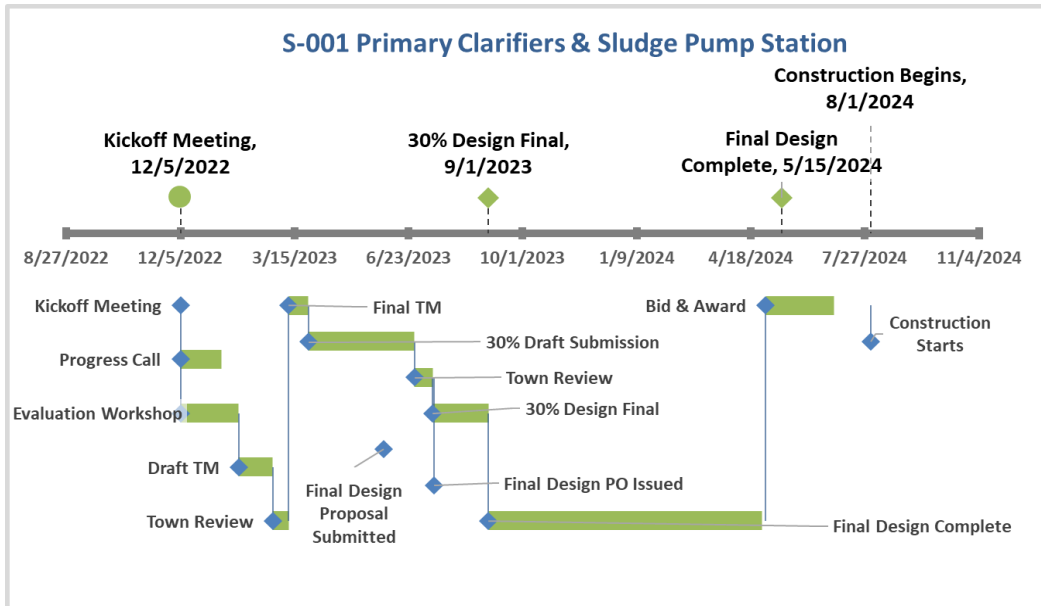 S-001 Primary Clarifiers & Sludge Pump Station
Construction Begins,
8/1/2024
Kickoff Meeting,
12/5/2022
30% Design Final,
9/1/2023
Final Design
Complete, 5/15/2024
8/27/2022
12/5/2022
3/15/2023
6/23/2023
10/1/2023
1/9/2024
4/18/2024
7/27/2024
11/4/2024
Kickoff Meeting
Final TM
Bid & Award
Construction
Starts
30% Draft Submission
Progress Call
Town Review
Evaluation Workshop
30% Design Final
Draft TM
Final Design
Proposal
Submitted
Final Design PO Issued
Town Review
Final Design Complete